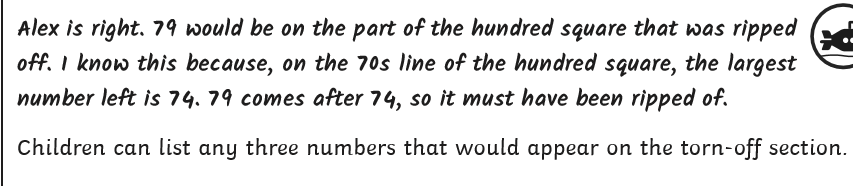 Alex is right. 79 would be on the part of the hundred square that was ripped
off. I know this because, on the 70s line of the hundred square, the largest
number left is 74. 79 comes after 74, so it must have been ripped of.
Children can list any three numbers that would appear on the torn-off section.